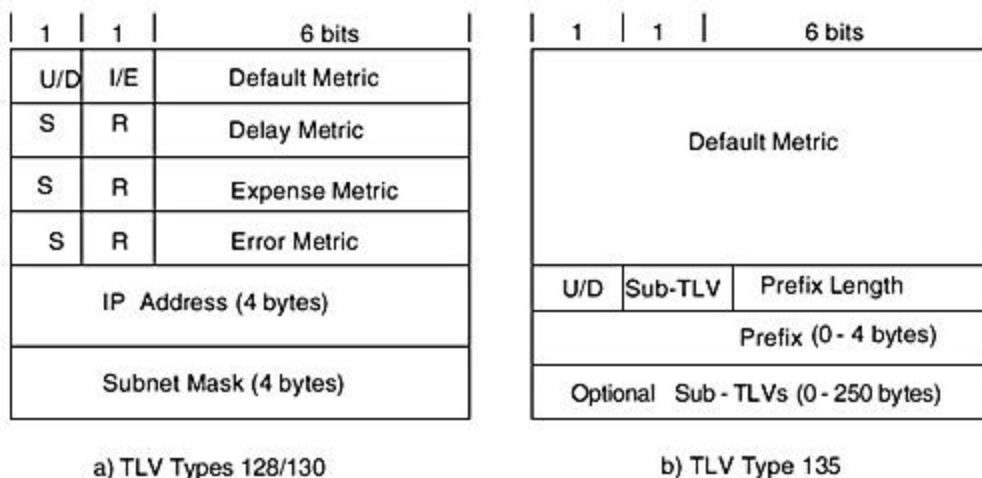 1 1 6 bits
U/D I/E Default Metric
S R Delay Metric
S R Expense Metric
S R Error Metric
IP Address (4 bytes)
Subnet Mask (4 bytes)
a) TLV Types 128/130
1 1 6 bits
Default Metric
U/D Sub-TLV Prefix Length
Prefix (0 - 4 bytes)
Optional Sub - TLVs (0 - 250 bytes)
b) TLV Type 135